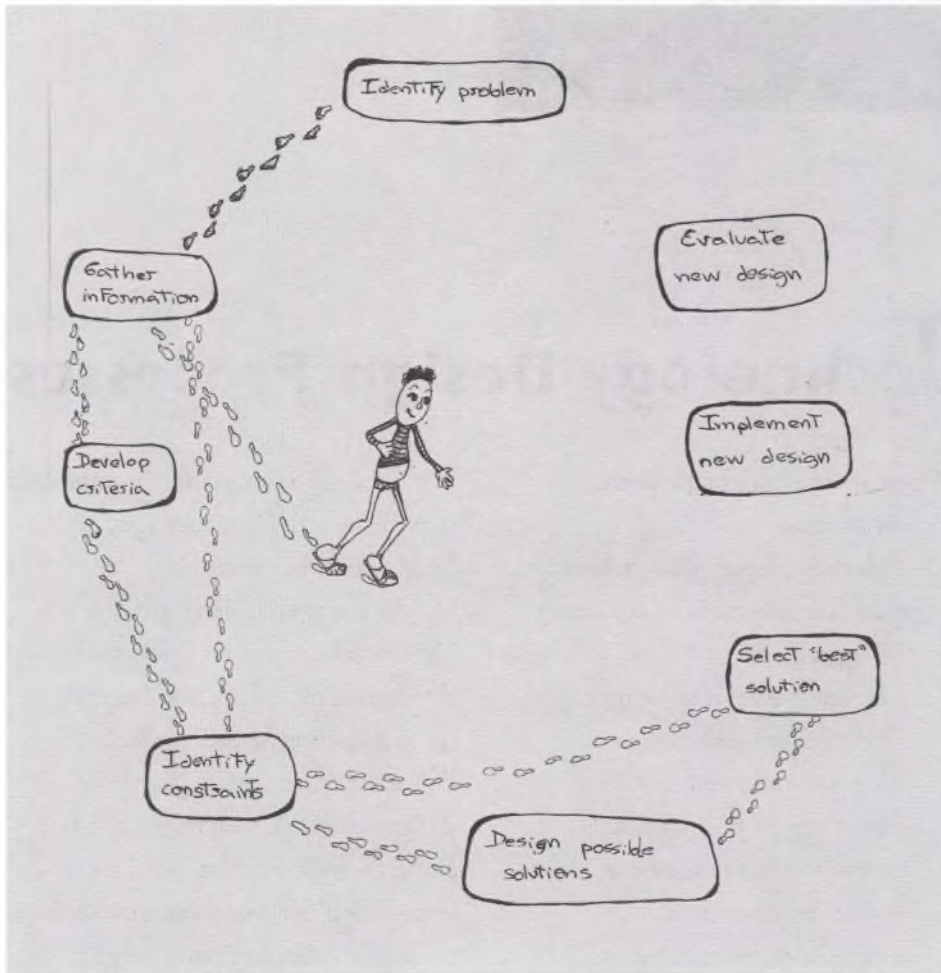 Identify problem
Gather
information
Develop
criteria
Identify
constraints
Design possible
solutions
Select "best"
solution
Implement
new design
Evaluate
new design